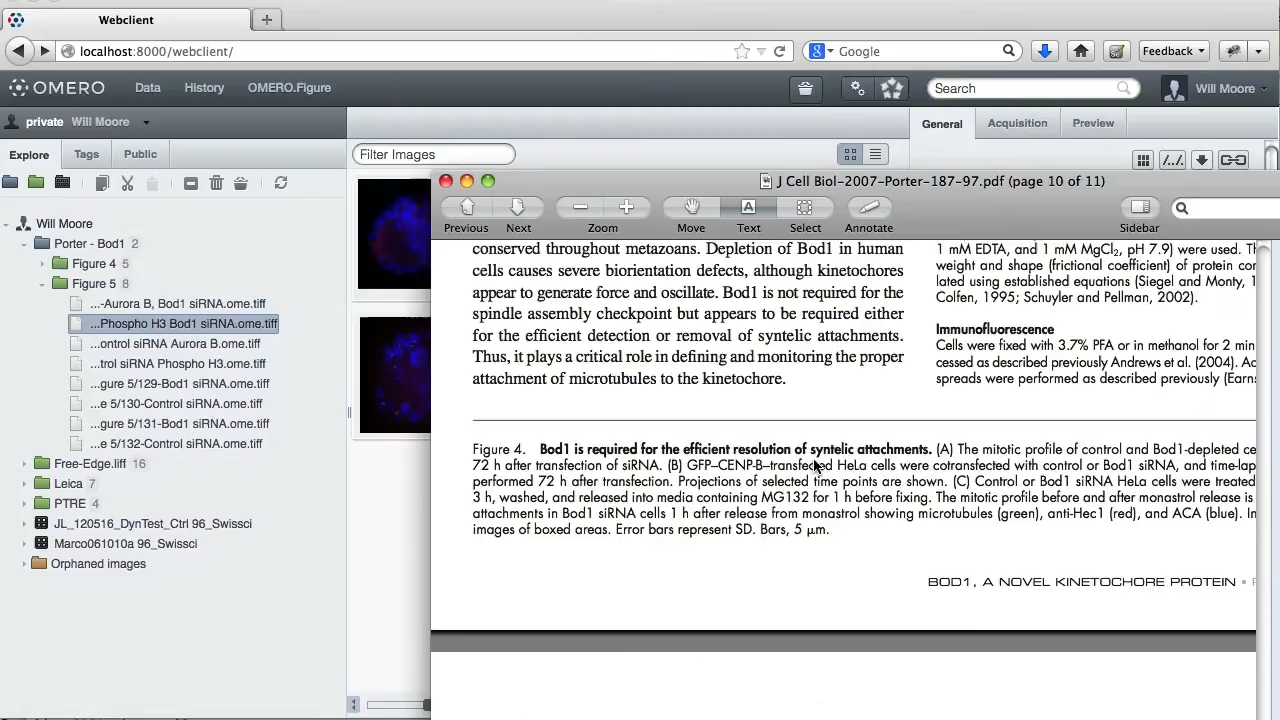 Webclient
localhost:8000/webclient/
Google
Feedback
OMERO
Data
History
OMERO.Figure
Search
Will Moore
private Will Moore
General
Acquisition
Preview
Explore
Tags
Public
Filter Images
Will Moore
Porter - Bod1 2
Figure 4 5
Figure 5 8
...-Aurora B, Bod1 siRNA.ome.tiff
...Phospho H3 Bod1 siRNA.ome.tiff
...ontrol siRNA Aurora B.ome.tiff
...trol siRNA Phospho H3.ome.tiff
...gure 5/129-Bod1 siRNA.ome.tiff
...e 5/130-Control siRNA.ome.tiff
...gure 5/131-Bod1 siRNA.ome.tiff
...e 5/132-Control siRNA.ome.tiff
Free-Edge.liff 16
Leica 7
PTRE 4
JL_120516_DynTest_Ctrl 96_Swissci
Marco061010a 96_Swissci
Orphaned images
J Cell Biol-2007-Porter-187-97.pdf (page 10 of 11)
Previous
Next
Zoom
Move
Text
Select
Annotate
Sidebar
conserved throughout metazoans. Depletion of Bod1 in human
cells causes severe biorientation defects, although kinetochores
appear to generate force and oscillate. Bod1 is not required for the
spindle assembly checkpoint but appears to be required either
for the efficient detection or removal of syntelic attachments.
Thus, it plays a critical role in defining and monitoring the proper
attachment of microtubules to the kinetochore.
1 mM EDTA, and 1 mM MgCl2, pH 7.9) were used. Th
weight and shape (frictional coefficient) of protein con
lated using established equations (Siegel and Monty, 1
Colfen, 1995; Schuyler and Pellman, 2002).
Immunofluorescence
Cells were fixed with 3.7% PFA or in methanol for 2 min
cessed as described previously Andrews et al. (2004). Ad
spreads were performed as described previously (Earns
Figure 4. Bod1 is required for the efficient resolution of syntelic attachments. (A) The mitotic profile of control and Bod1-depleted ce
72 h after transfection of siRNA. (B) GFP–CENP-B–transfected HeLa cells were cotransfected with control or Bod1 siRNA, and time-lap
performed 72 h after transfection. Projections of selected time points are shown. (C) Control or Bod1 siRNA HeLa cells were treated
3 h, washed, and released into media containing MG132 for 1 h before fixing. The mitotic profile before and after monastrol release is
attachments in Bod1 siRNA cells 1 h after release from monastrol showing microtubules (green), anti-Hec1 (red), and ACA (blue). In
images of boxed areas. Error bars represent SD. Bars, 5 μm.
BOD1, A NOVEL KINETOCHORE PROTEIN •